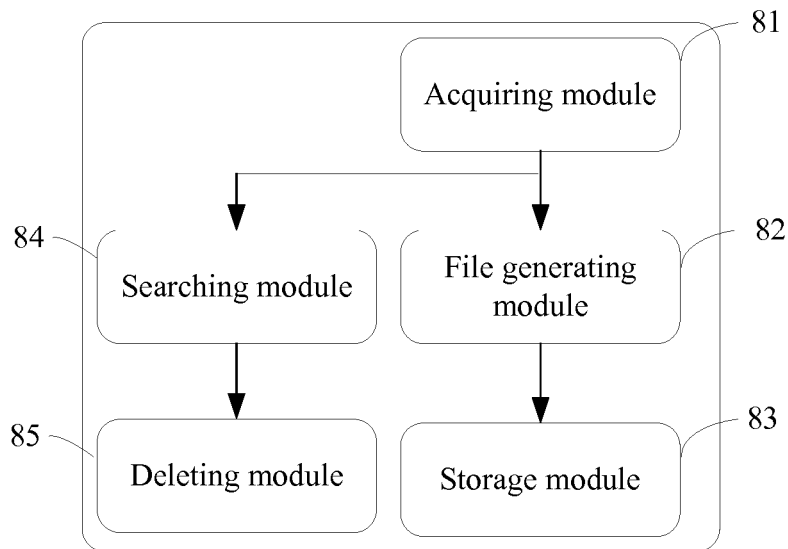 81
Acquiring module
84
82
Searching module
File generating
module
85
83
Deleting module
Storage module